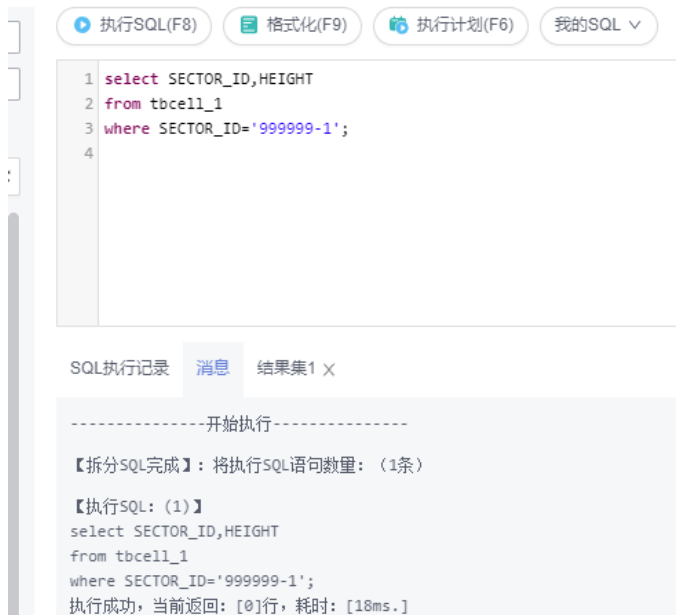 执行SQL(F8) 格式化(F9) 执行计划(F6) 我的SQL
1 select SECTOR_ID,HEIGHT
2 from tbcell_1
3 where SECTOR_ID='999999-1';
4
SQL执行记录 消息 结果集1 X
---------------开始执行---------------
【拆分SQL完成】:将执行SQL语句数量:(1条)
【执行SQL:(1)】
select SECTOR_ID,HEIGHT
from tbcell_1
where SECTOR_ID='999999-1';
执行成功,当前返回:[0]行,耗时:[18ms.]